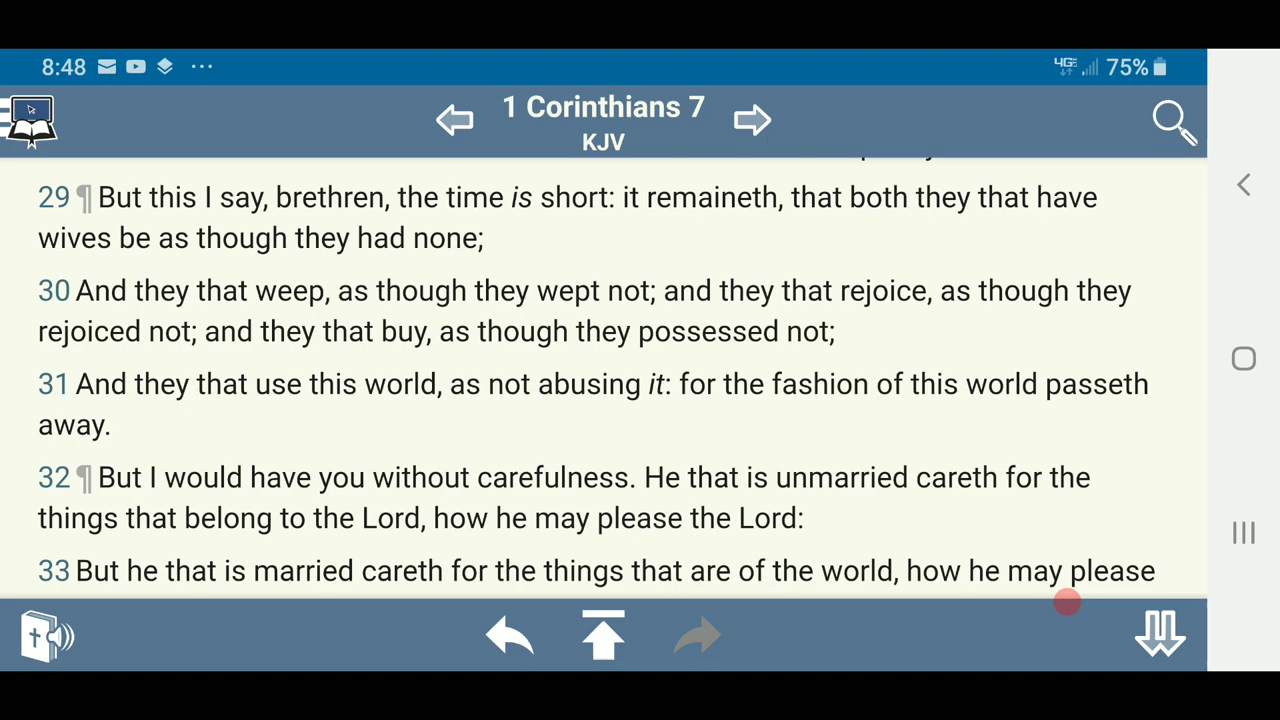 8:48 ... 4GE 75%
1 Corinthians 7
KJV
29 ¶ But this I say, brethren, the time is short: it remaineth, that both they that have
wives be as though they had none;
30 And they that weep, as though they wept not; and they that rejoice, as though they
rejoiced not; and they that buy, as though they possessed not;
31 And they that use this world, as not abusing it: for the fashion of this world passeth
away.
32 ¶ But I would have you without carefulness. He that is unmarried careth for the
things that belong to the Lord, how he may please the Lord:
33 But he that is married careth for the things that are of the world, how he may please